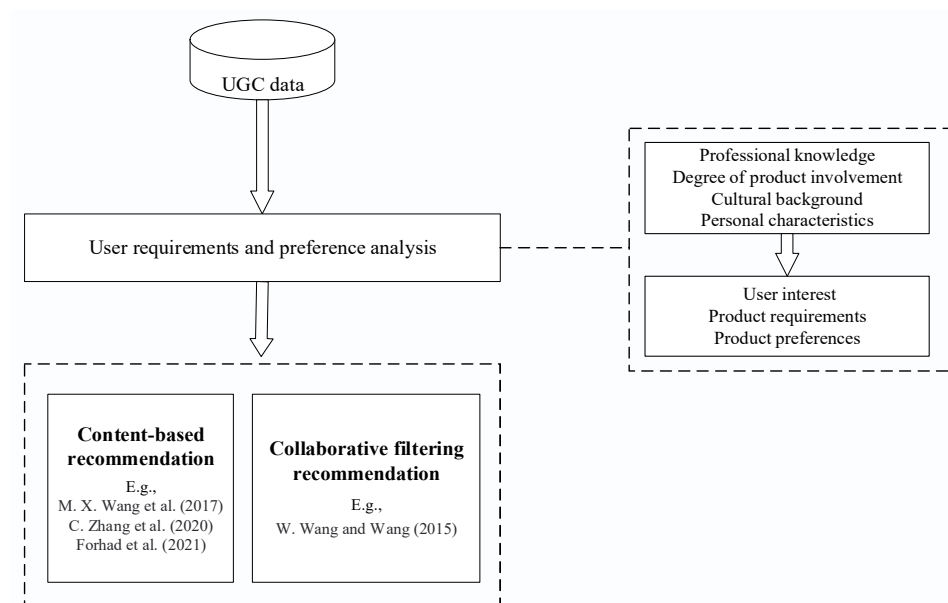 UGC data
User requirements and preference analysis
Professional knowledge
Degree of product involvement
Cultural background
Personal characteristics
User interest
Product requirements
Product preferences
Content-based
recommendation
E.g.,
M. X. Wang et al. (2017)
C. Zhang et al. (2020)
Forhad et al. (2021)
Collaborative filtering
recommendation
E.g.,
W. Wang and Wang (2015)